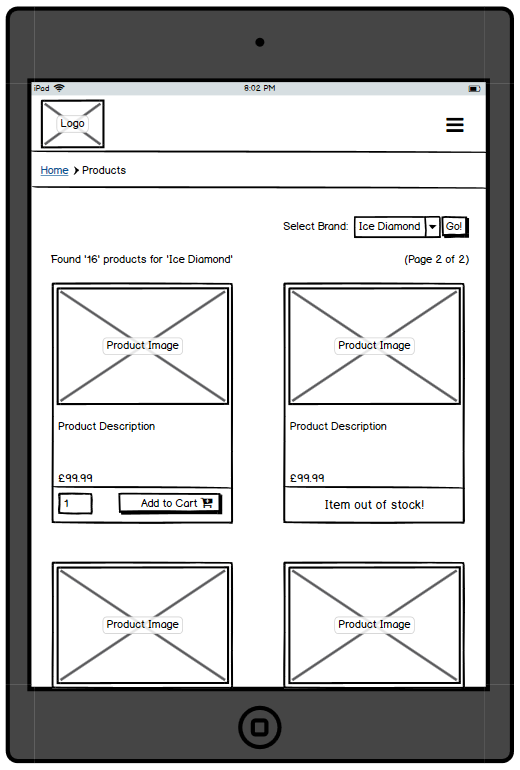 iPad 8:02 PM
Logo
Home Products
Select Brand: Ice Diamond Go!
Found '16' products for 'Ice Diamond' (Page 2 of 2)
Product Image Product Image
Product Description Product Description
£99.99 £99.99
1 Add to Cart Item out of stock!
Product Image Product Image